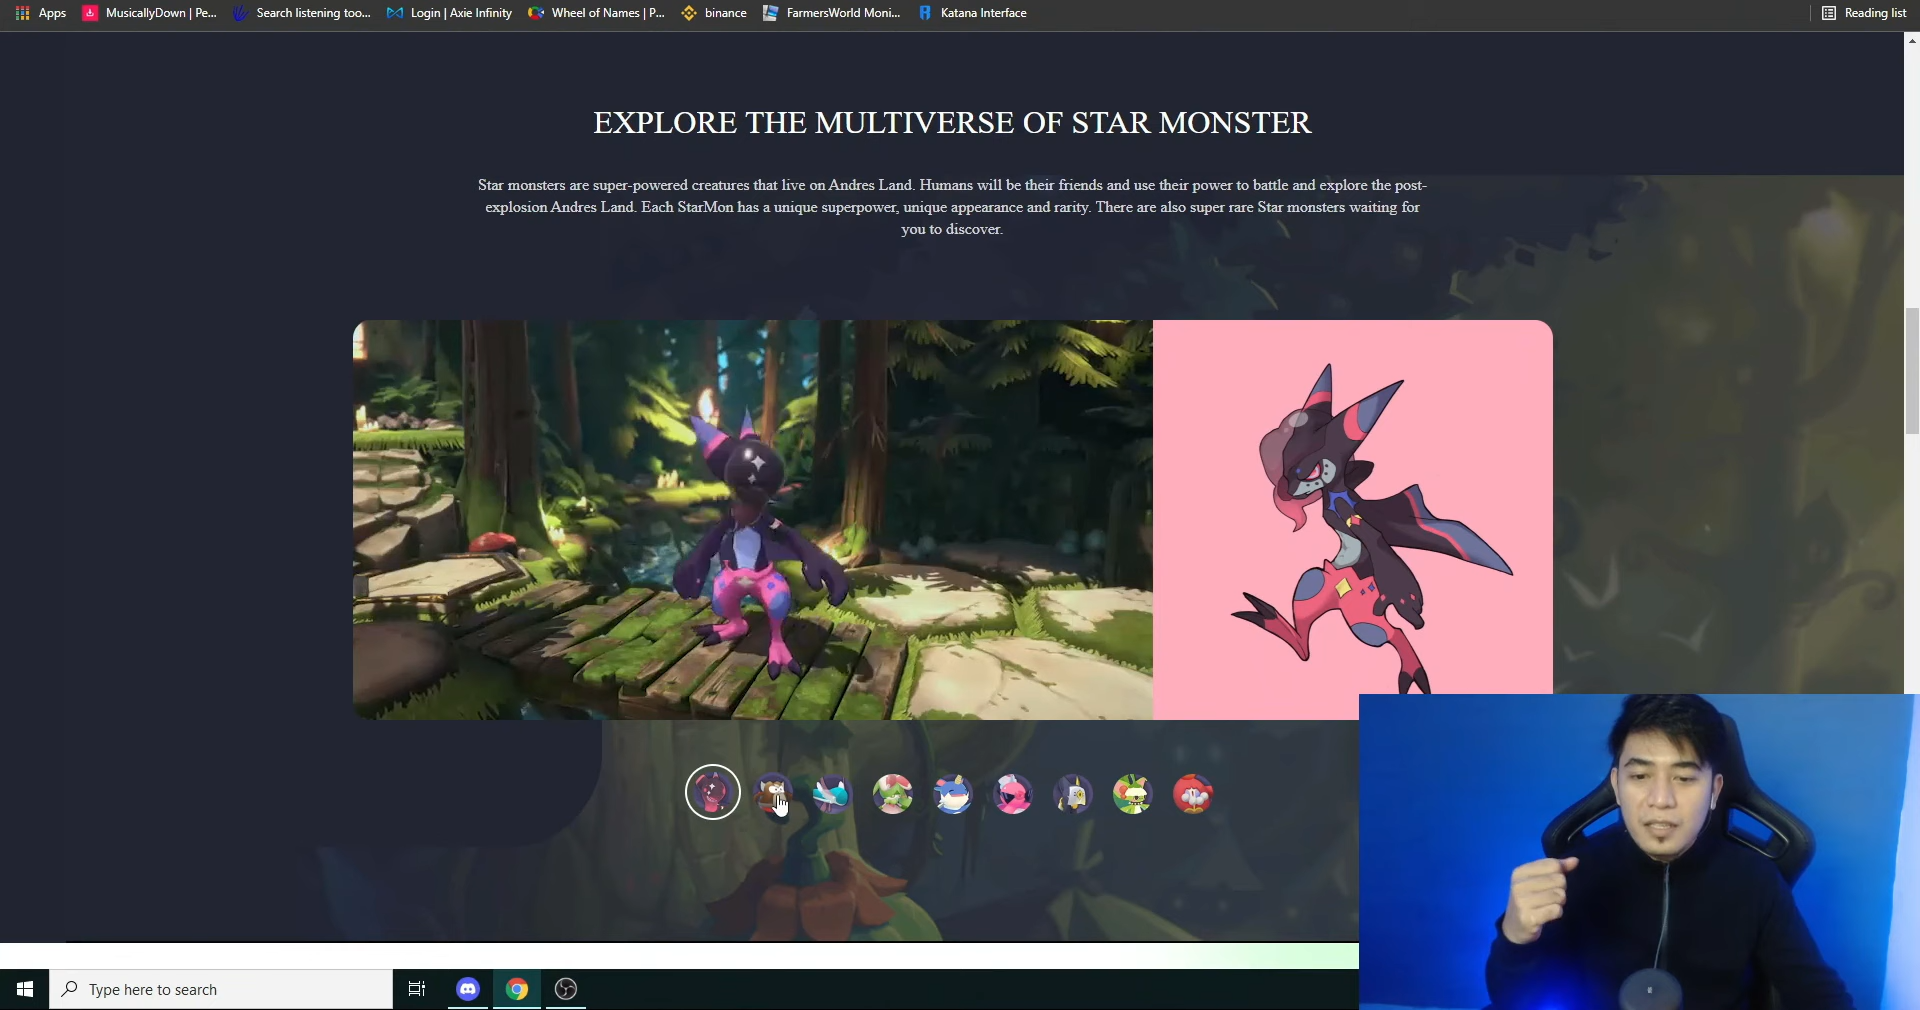 Apps
MusicallyDown | Pe...
Search listening too...
Login | Axie Infinity
Wheel of Names | P...
binance
FarmersWorld Moni...
Katana Interface
Reading list
EXPLORE THE MULTIVERSE OF STAR MONSTER
Star monsters are super-powered creatures that live on Andres Land. Humans will be their friends and use their power to battle and explore the post-
explosion Andres Land. Each StarMon has a unique superpower, unique appearance and rarity. There are also super rare Star monsters waiting for
you to discover.
Type here to search